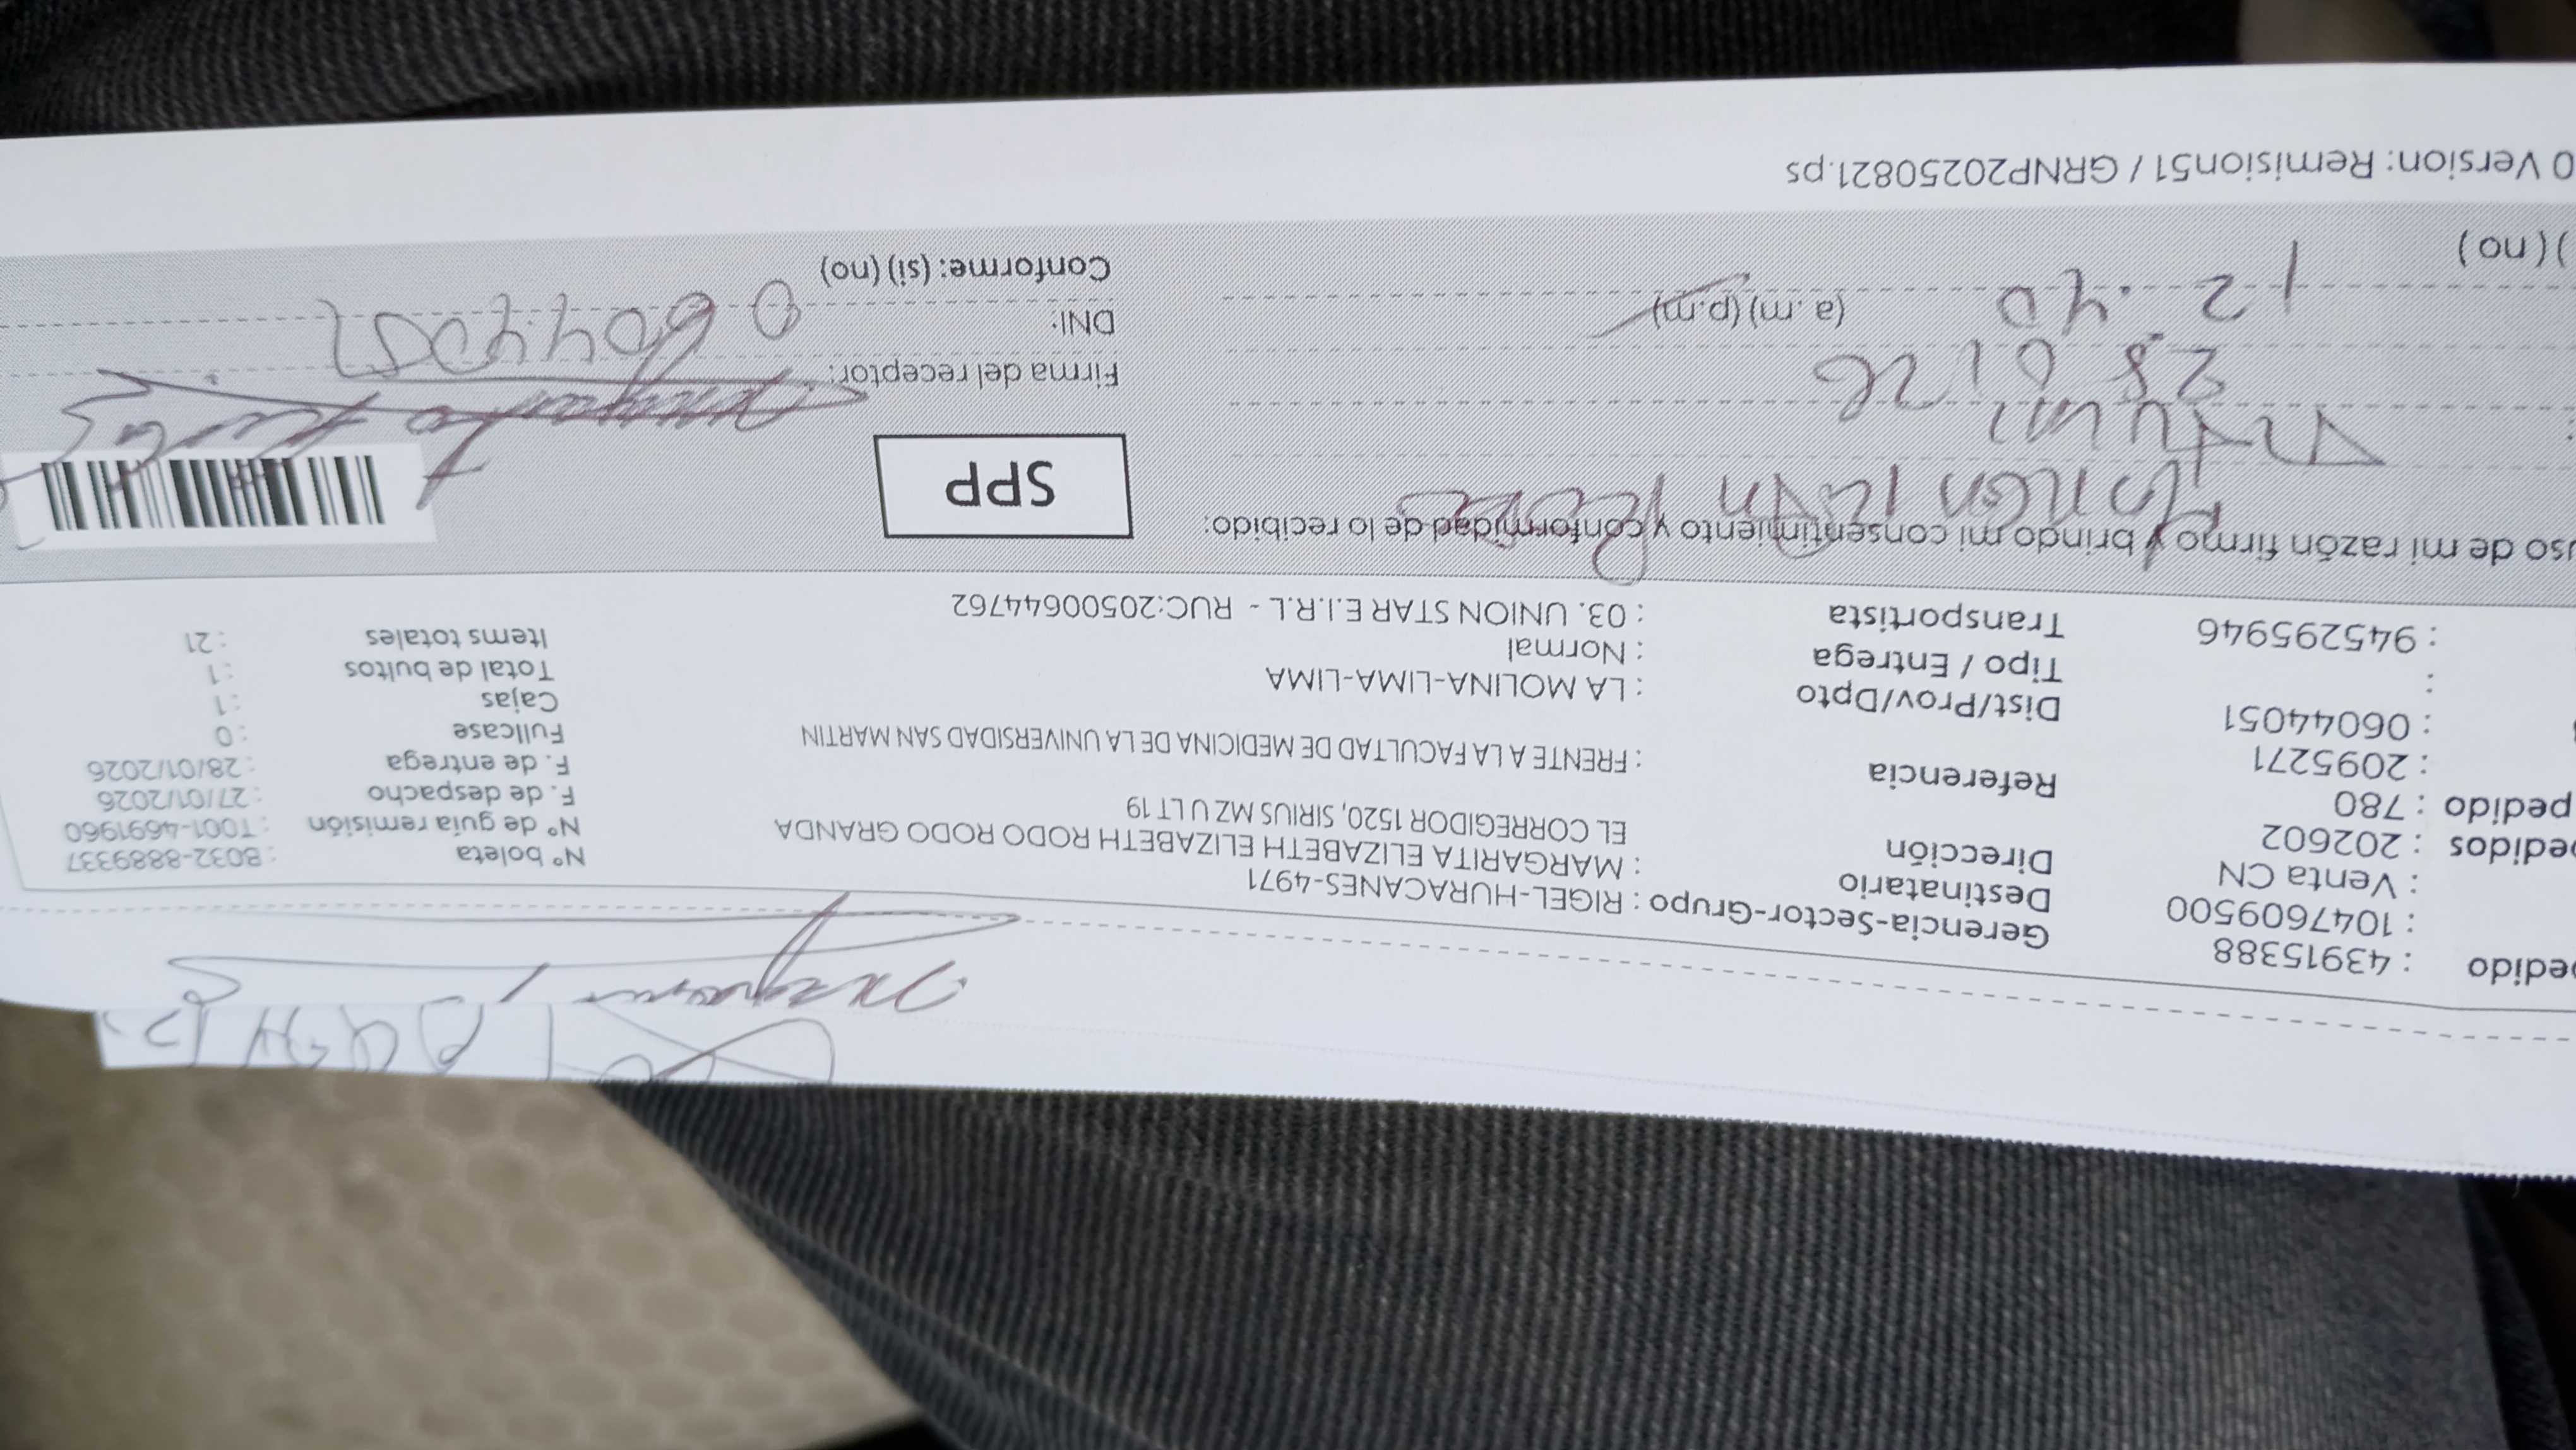 pedido : 43915388
: 1047609500
: Venta CN
pedidos : 202602
pedido : 780
: 2095271
: 06044051
:
: 945295946
Gerencia-Sector-Grupo : RIGEL-HURACANES-4971
Destinatario : MARGARITA ELIZABETH ELIZABETH RODO RODO GRANDA
Dirección EL CORREGIDOR 1520, SIRIUS MZ U LT 19
Referencia : FRENTE A LA FACULTAD DE MEDICINA DE LA UNIVERSIDAD SAN MARTIN
Dist/Prov/Dpto : LA MOLINA-LIMA-LIMA
Tipo / Entrega : Normal
Transportista : 03. UNION STAR E.I.R.L - RUC:20500644762
Nº boleta : B032-8889337
Nº de guía remisión : T001-4691960
F. de despacho : 27/01/2026
F. de entrega : 28/01/2026
Fullcase : 0
Cajas : 1
Total de bultos : 1
Items totales : 21
uso de mi razón firmo y brindo mi consentimiento y conformidad de lo recibido:
28 01 26
12.40 (a.m) (p.m)
) ( no )
SPP
Firma del receptor:
DNI:
Conforme: (si) (no)
0 Version: Remision51 / GRNP20250821.ps